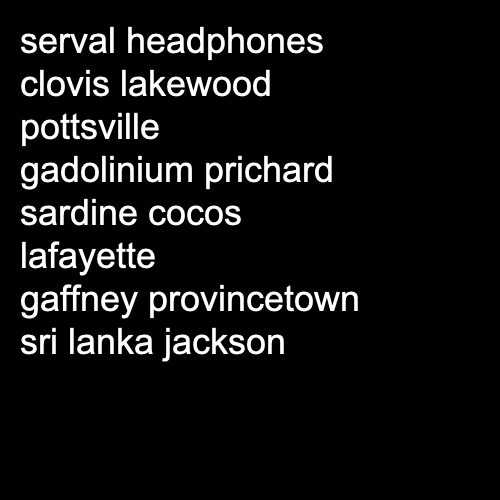 serval headphones
clovis lakewood
pottsville
gadolinium prichard
sardine cocos
lafayette
gaffney provincetown
sri lanka jackson